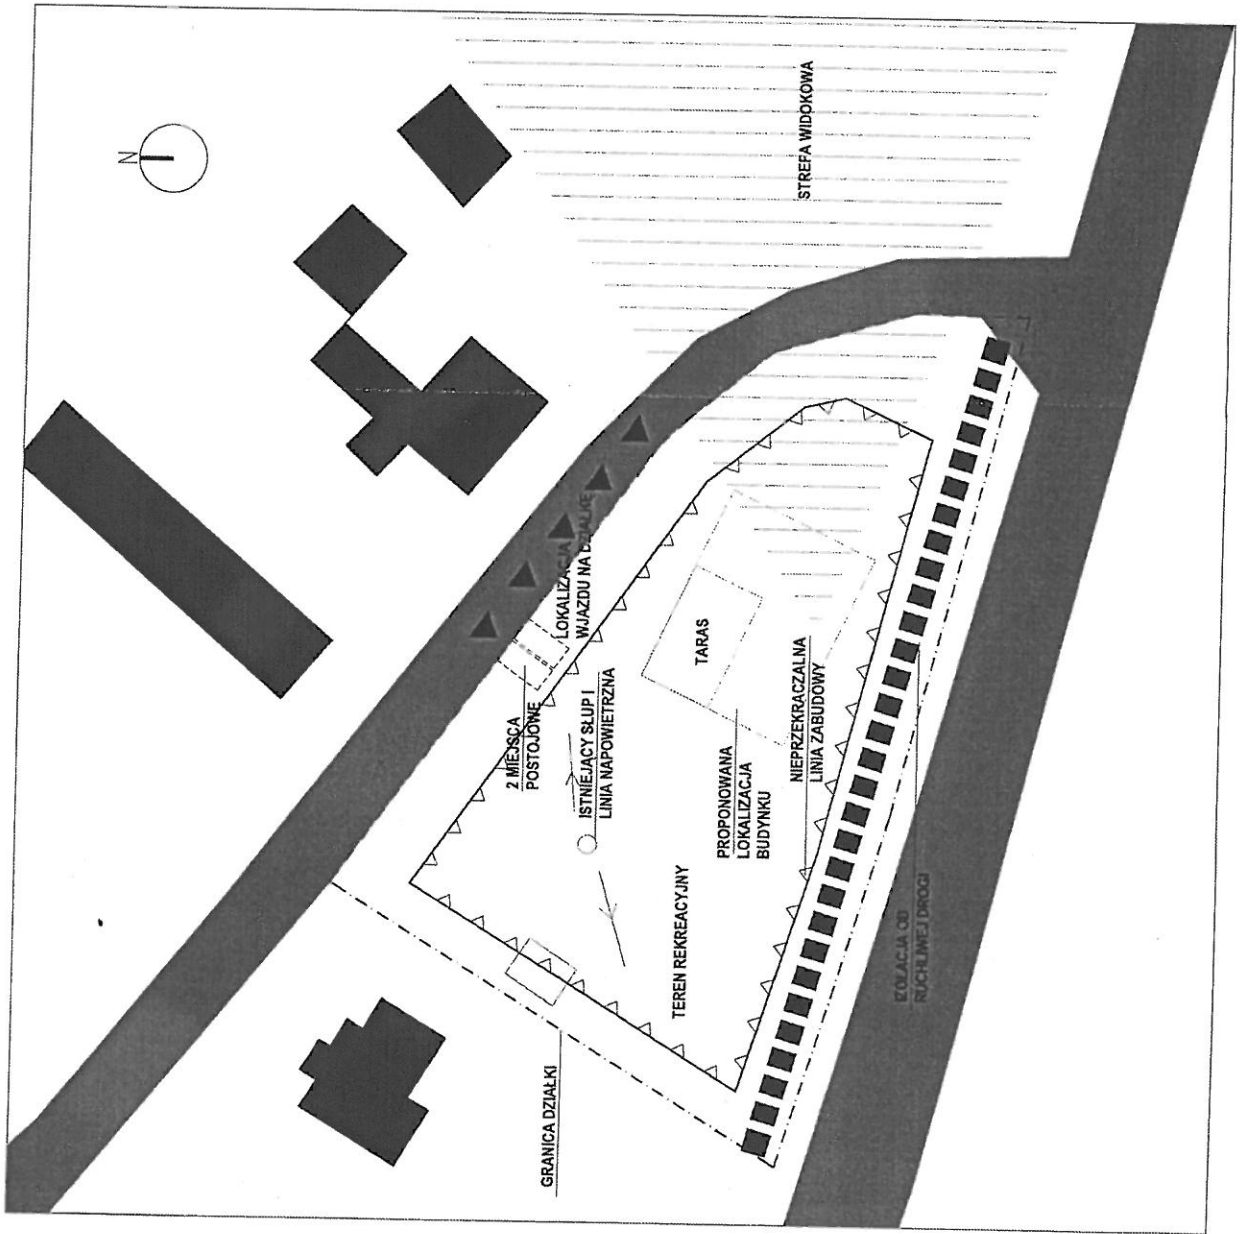 N
STREFA WIDOKOWA
LOKALIZACJA
WJAZDU NA DZIAŁKĘ
2 MIEJSCA
POSTOJOWE
ISTNIEJĄCY SŁUP I
LINIA NAPOWIETRZNA
TARAS
PROPONOWANA
LOKALIZACJA
BUDYNKU
NIEPRZEKRACZALNA
LINIA ZABUDOWY
TEREN REKREACYJNY
IZOLACJA OD
RUCHLIWEJ DROGI
GRANICA DZIAŁKI